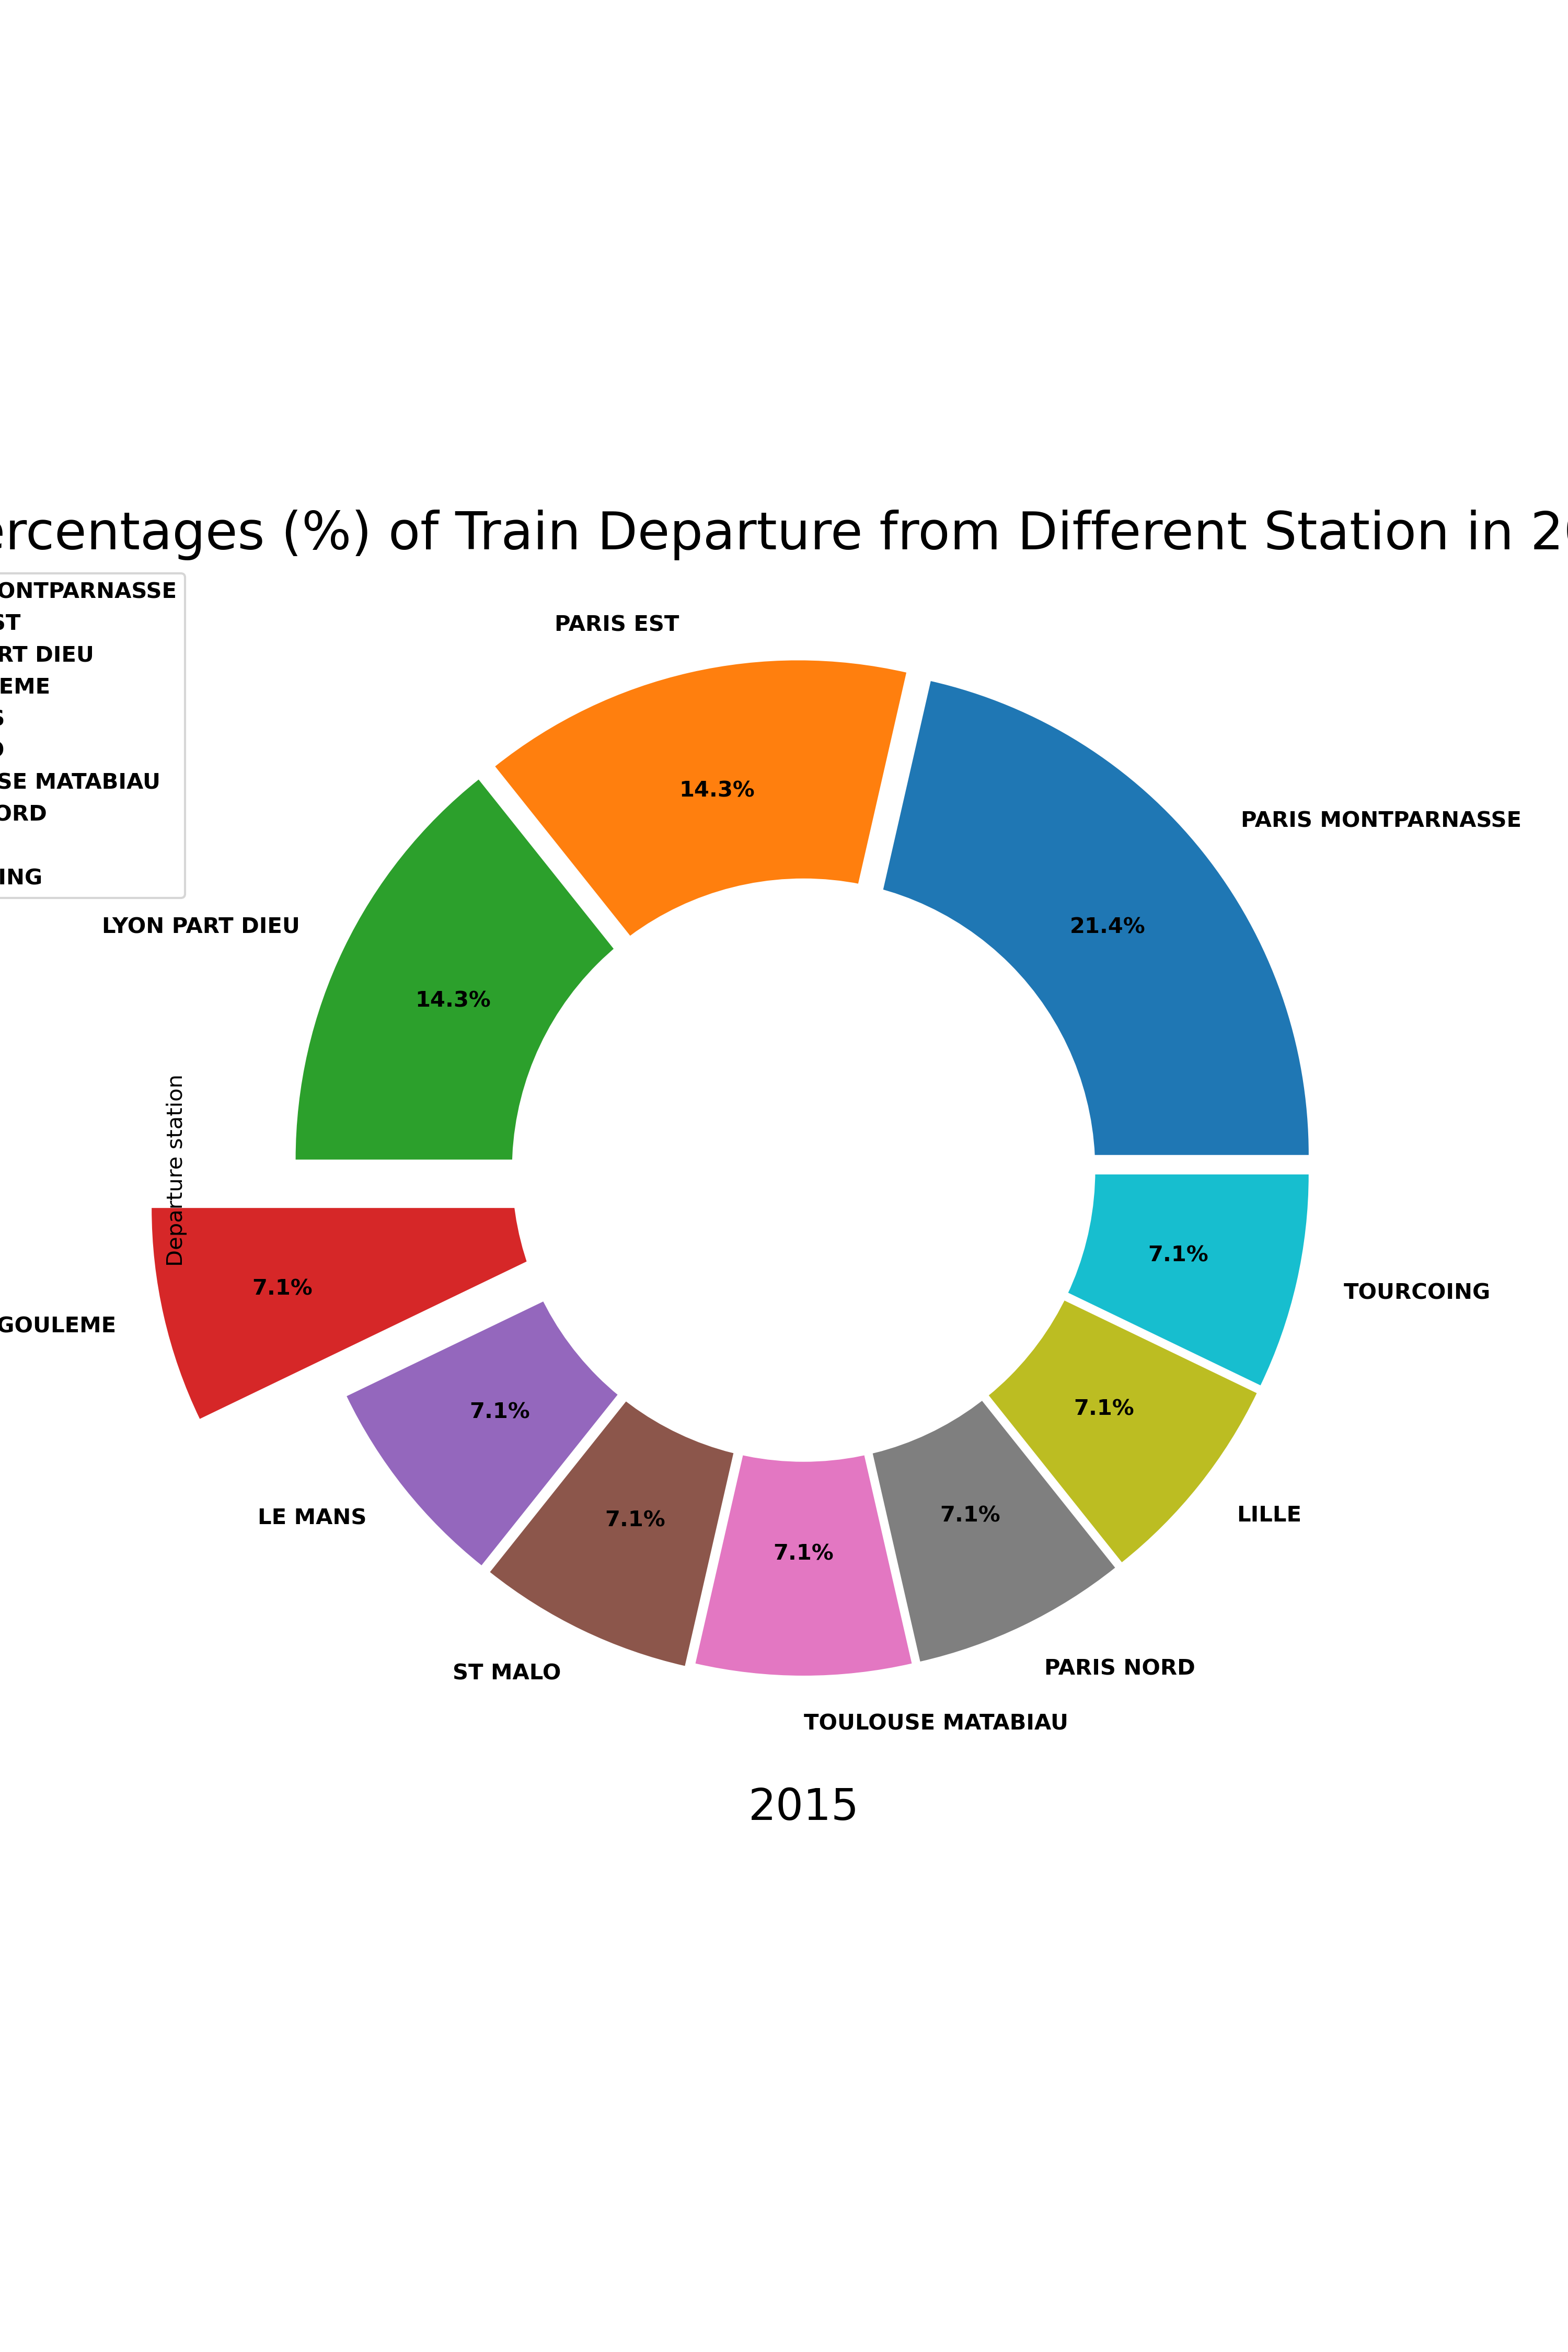 ercentages (%) of Train Departure from Different Station in 20
ONTPARNASSE
ST
RT DIEU
EME
S
O
SE MATABIAU
ORD
ING
PARIS EST
PARIS MONTPARNASSE
LYON PART DIEU
14.3%
21.4%
14.3%
Departure station
7.1%
GOULEME
7.1%
TOURCOING
7.1%
7.1%
LE MANS
7.1%
7.1%
7.1%
LILLE
ST MALO
PARIS NORD
TOULOUSE MATABIAU
2015